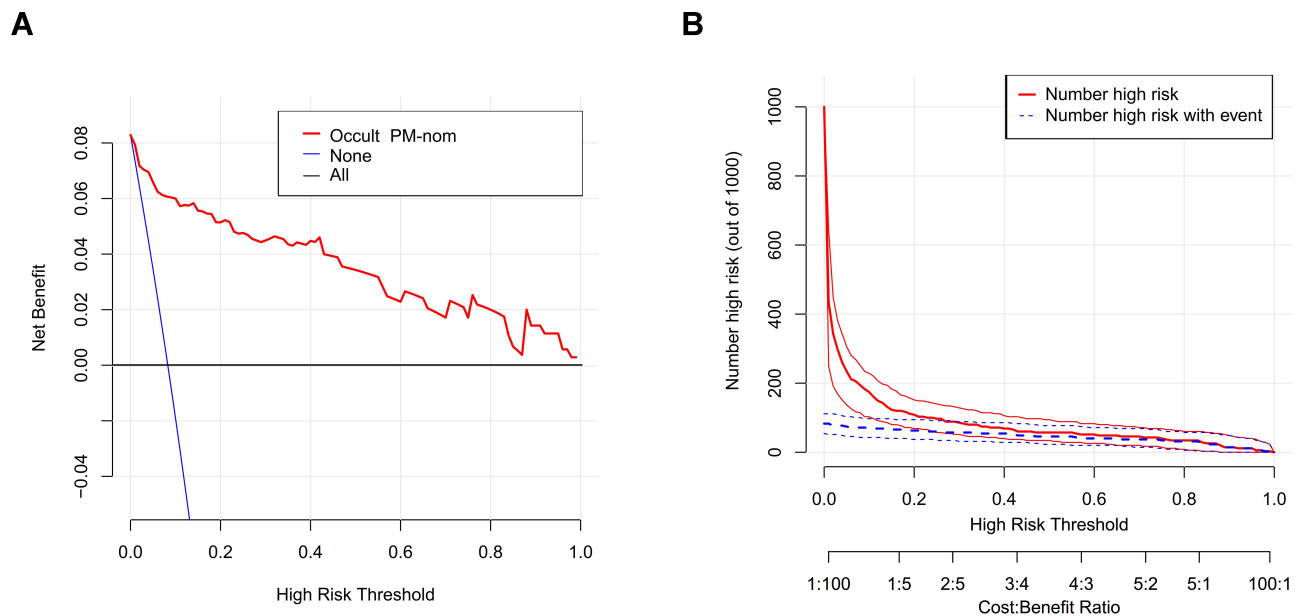 A
Net Benefit
0.08
0.06
0.04
0.02
0.00
−0.04
Occult PM-nom
None
All
0.0 0.2 0.4 0.6 0.8 1.0
High Risk Threshold
B
Number high risk (out of 1000)
1000
800
600
400
200
0
Number high risk
Number high risk with event
0.0 0.2 0.4 0.6 0.8 1.0
High Risk Threshold
1:100 1:5 2:5 3:4 4:3 5:2 5:1 100:1
Cost:Benefit Ratio